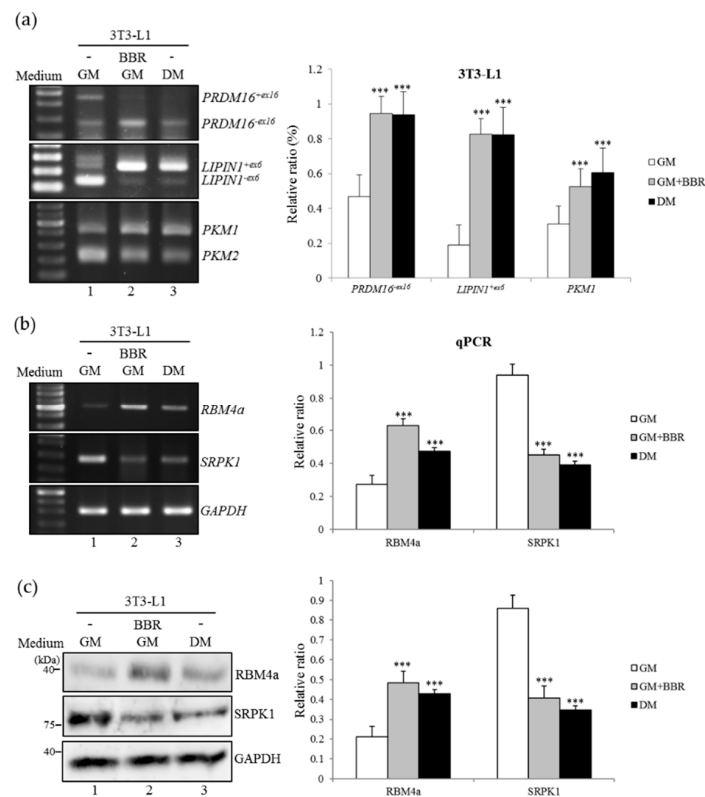 (a)
3T3-L1
- BBR -
Medium GM GM DM
PRDM16+ex16
PRDM16-ex16
LIPIN1+ex6
LIPIN1-ex6
PKM1
PKM2
1 2 3
3T3-L1
Relative ratio (%)
1.2
1
0.8
0.6
0.4
0.2
0
*** ***
*** ***
*** ***
PRDM16-ex16 LIPIN1+ex6 PKM1
GM
GM+BBR
DM
(b)
3T3-L1
- BBR -
Medium GM GM DM
RBM4a
SRPK1
GAPDH
1 2 3
qPCR
Relative ratio
1.2
1
0.8
0.6
0.4
0.2
0
*** ***
*** ***
RBM4a SRPK1
GM
GM+BBR
DM
(c)
3T3-L1
- BBR -
Medium GM GM DM
(kDa)
40
RBM4a
SRPK1
75
40
GAPDH
1 2 3
Relative ratio
1
0.9
0.8
0.7
0.6
0.5
0.4
0.3
0.2
0.1
0
*** ***
*** ***
RBM4a SRPK1
GM
GM+BBR
DM